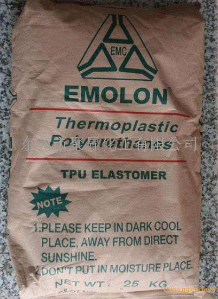 EMC
EMOLON
Thermoplastic
Polyurethanes
TPU ELASTOMER
NOTE
1.PLEASE KEEP IN DARK COOL
PLACE, AWAY FROM DIRECT
SUNSHINE.
2.DON'T PUT IN MOISTURE PLACE
NET WT: 25 KG